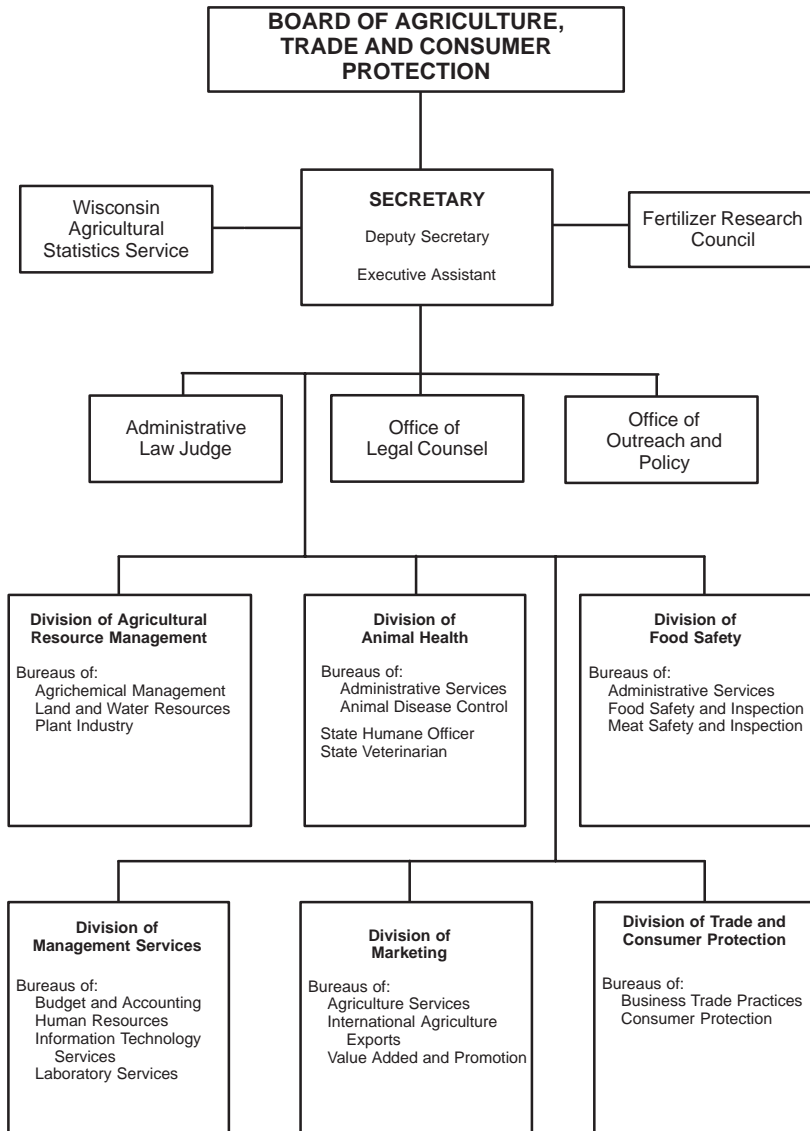 BOARD OF AGRICULTURE,
TRADE AND CONSUMER
PROTECTION
Wisconsin
Agricultural
Statistics Service
SECRETARY
Deputy Secretary
Executive Assistant
Fertilizer Research
Council
Administrative
Law Judge
Office of
Legal Counsel
Office of
Outreach and
Policy
Division of Agricultural
Resource Management
Bureaus of:
Agrichemical Management
Land and Water Resources
Plant Industry
Division of
Animal Health
Bureaus of:
Administrative Services
Animal Disease Control
State Humane Officer
State Veterinarian
Division of
Food Safety
Bureaus of:
Administrative Services
Food Safety and Inspection
Meat Safety and Inspection
Division of
Management Services
Bureaus of:
Budget and Accounting
Human Resources
Information Technology
Services
Laboratory Services
Division of
Marketing
Bureaus of:
Agriculture Services
International Agriculture
Exports
Value Added and Promotion
Division of Trade and
Consumer Protection
Bureaus of:
Business Trade Practices
Consumer Protection